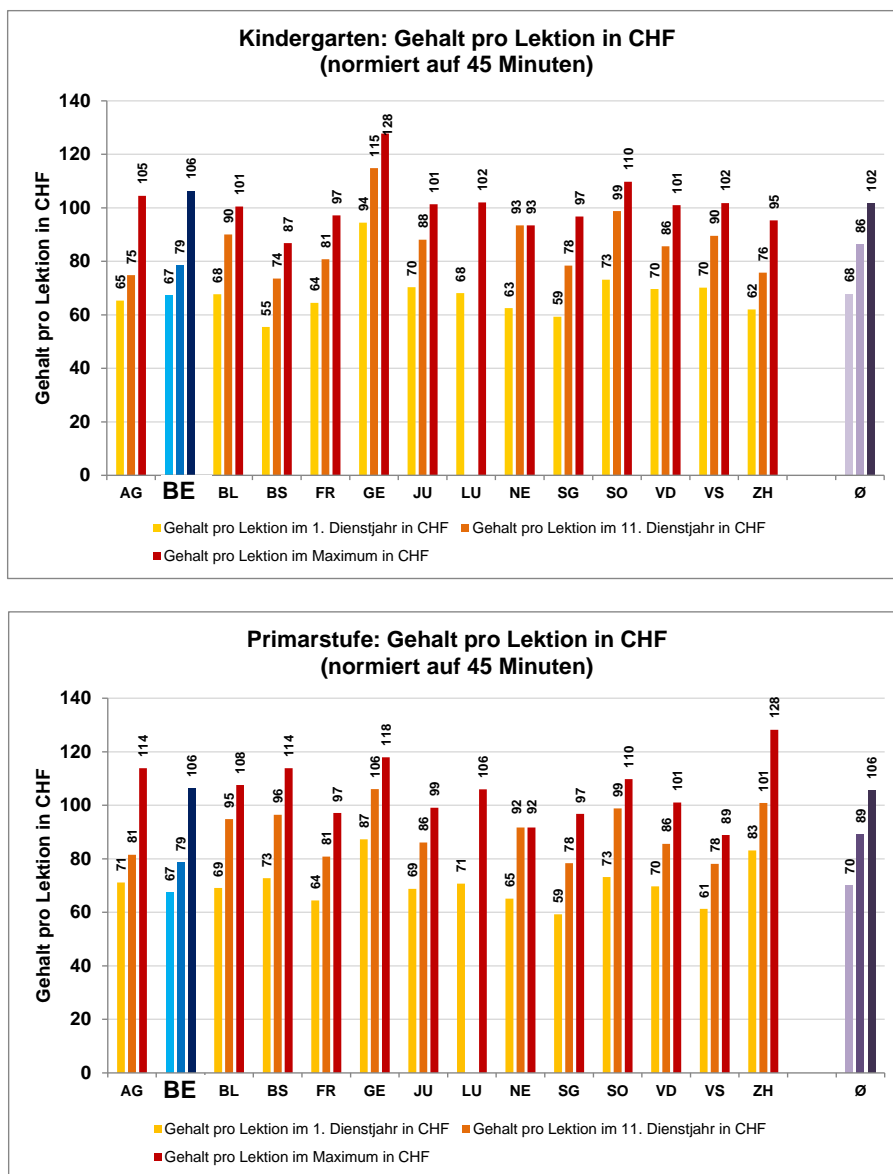 Kindergarten: Gehalt pro Lektion in CHF
(normiert auf 45 Minuten)
Gehalt pro Lektion in CHF
140
120
100
80
60
40
20
0
65 75 105
67 79 106
68 90 101
55 74 87
64 81 97
94 115 128
70 88 101
68 102
63 93 93
59 78 97
73 99 110
70 86 101
70 90 102
62 76 95
68 86 102
AG BE BL BS FR GE JU LU NE SG SO VD VS ZH Ø
Gehalt pro Lektion im 1. Dienstjahr in CHF Gehalt pro Lektion im 11. Dienstjahr in CHF
Gehalt pro Lektion im Maximum in CHF
Primarstufe: Gehalt pro Lektion in CHF
(normiert auf 45 Minuten)
Gehalt pro Lektion in CHF
140
120
100
80
60
40
20
0
71 81 114
67 79 106
69 95 108
73 96 114
64 81 97
87 106 118
69 86 99
71 106
65 92 92
59 78 97
73 99 110
70 86 101
61 78 89
83 101 128
70 89 106
AG BE BL BS FR GE JU LU NE SG SO VD VS ZH Ø
Gehalt pro Lektion im 1. Dienstjahr in CHF Gehalt pro Lektion im 11. Dienstjahr in CHF
Gehalt pro Lektion im Maximum in CHF